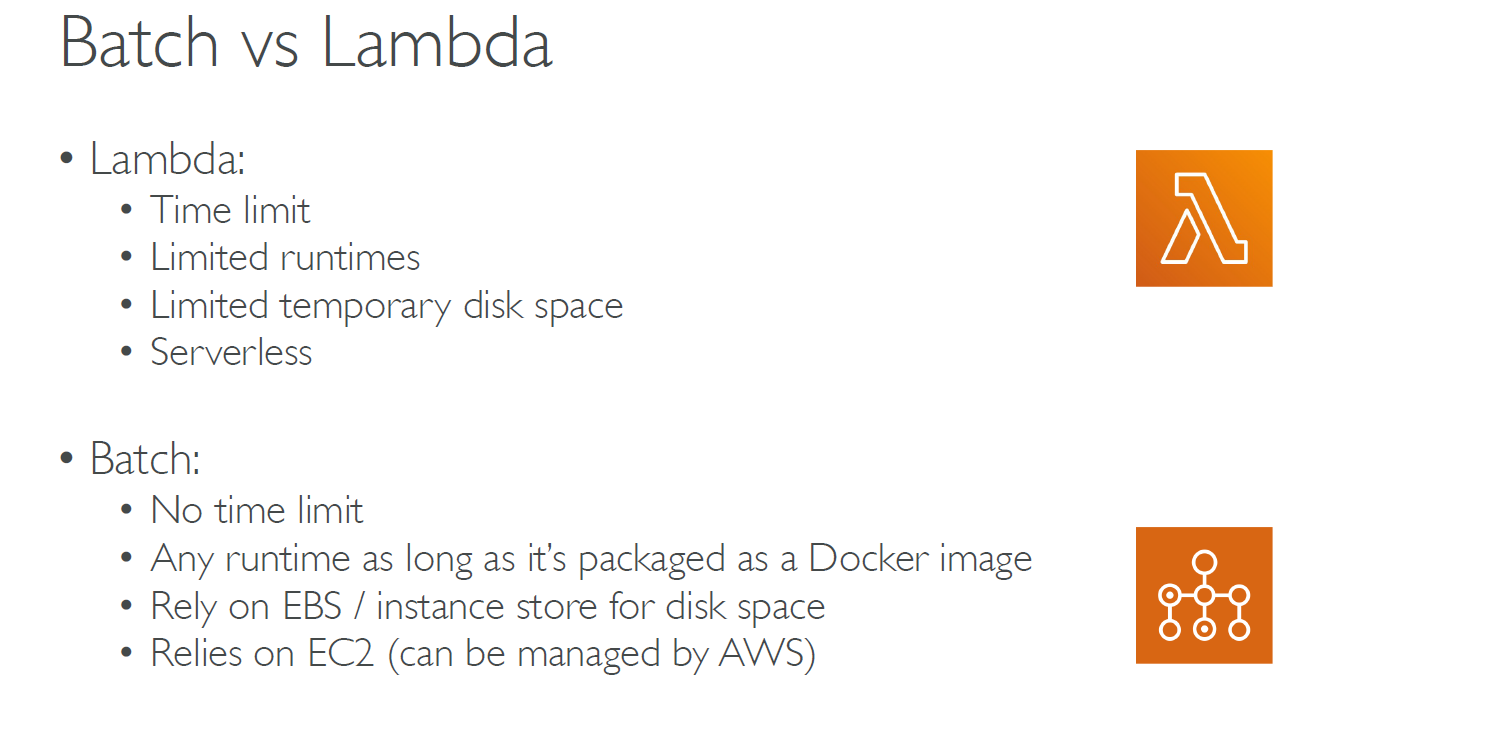 Batch vs Lambda
• Lambda:
• Time limit
• Limited runtimes
• Limited temporary disk space
• Serverless
• Batch:
• No time limit
• Any runtime as long as it’s packaged as a Docker image
• Rely on EBS / instance store for disk space
• Relies on EC2 (can be managed by AWS)